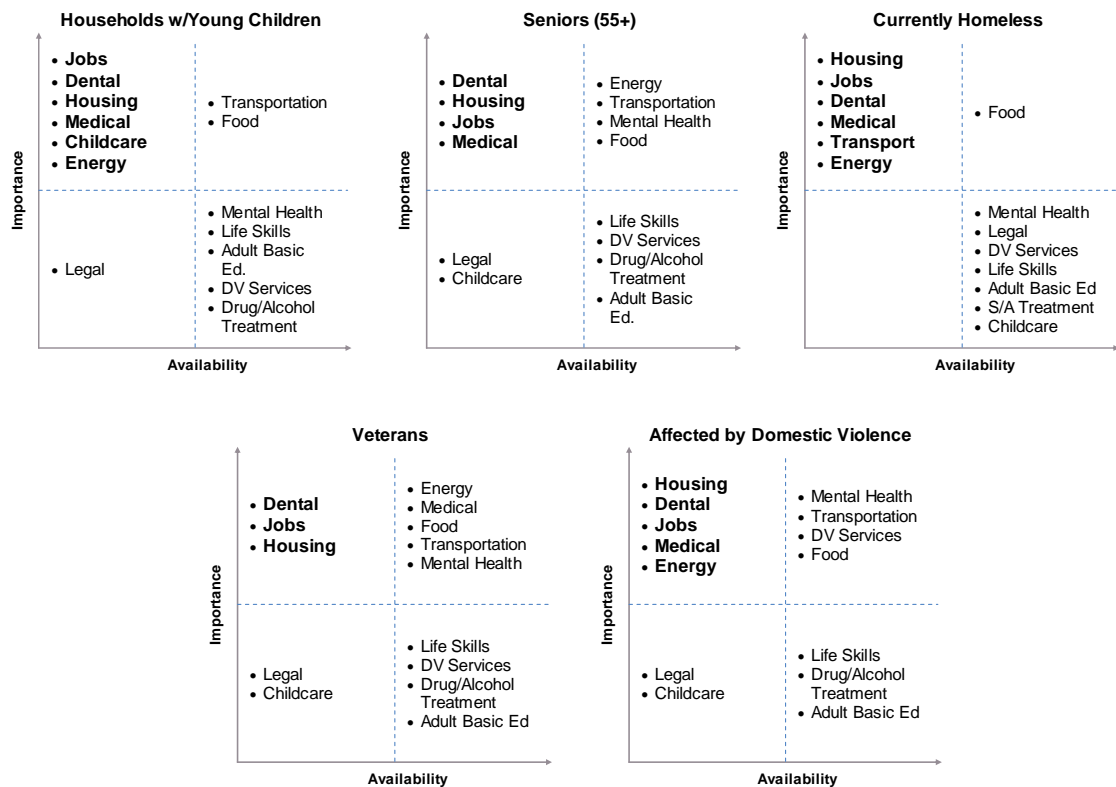 Households w/Young Children
Importance
• Jobs
• Dental
• Housing
• Medical
• Childcare
• Energy
• Transportation
• Food
• Legal
• Mental Health
• Life Skills
• Adult Basic
Ed.
• DV Services
• Drug/Alcohol
Treatment
Availability
Seniors (55+)
Importance
• Dental
• Housing
• Jobs
• Medical
• Energy
• Transportation
• Mental Health
• Food
• Legal
• Childcare
• Life Skills
• DV Services
• Drug/Alcohol
Treatment
• Adult Basic
Ed.
Availability
Currently Homeless
Importance
• Housing
• Jobs
• Dental
• Medical
• Transport
• Energy
• Food
• Mental Health
• Legal
• DV Services
• Life Skills
• Adult Basic Ed
• S/A Treatment
• Childcare
Availability
Veterans
Importance
• Dental
• Jobs
• Housing
• Energy
• Medical
• Food
• Transportation
• Mental Health
• Legal
• Childcare
• Life Skills
• DV Services
• Drug/Alcohol
Treatment
• Adult Basic Ed
Availability
Affected by Domestic Violence
Importance
• Housing
• Dental
• Jobs
• Medical
• Energy
• Mental Health
• Transportation
• DV Services
• Food
• Legal
• Childcare
• Life Skills
• Drug/Alcohol
Treatment
• Adult Basic Ed
Availability